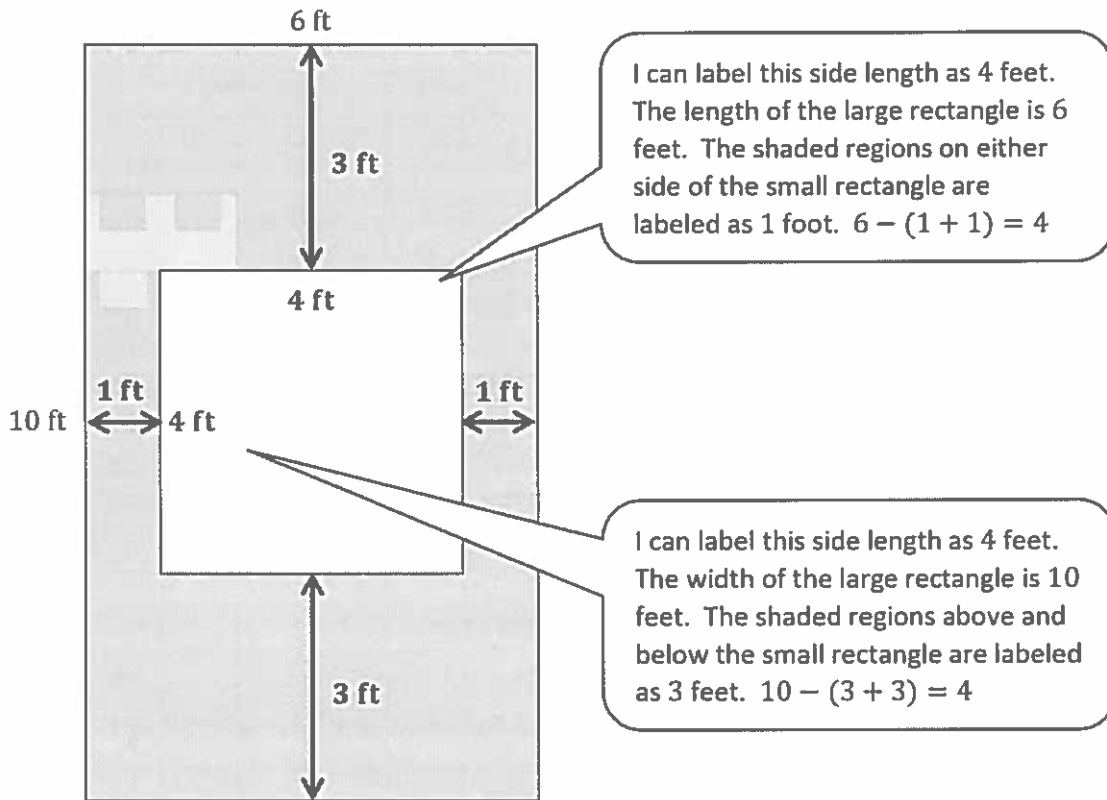 6 ft
I can label this side length as 4 feet.
The length of the large rectangle is 6
feet. The shaded regions on either
side of the small rectangle are
labeled as 1 foot. 6 − (1 + 1) = 4
3 ft
4 ft
1 ft
1 ft
10 ft
4 ft
I can label this side length as 4 feet.
The width of the large rectangle is 10
feet. The shaded regions above and
below the small rectangle are labeled
as 3 feet. 10 − (3 + 3) = 4
3 ft